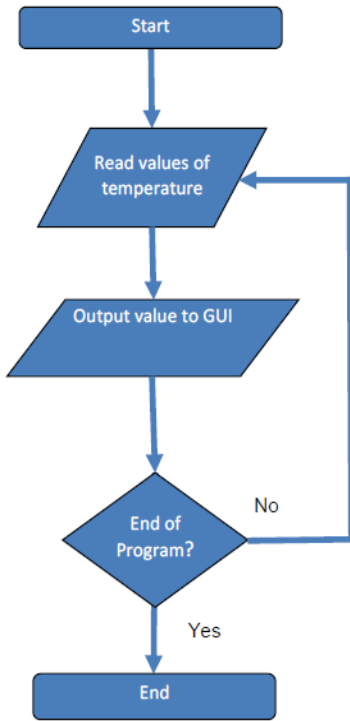 Start
Read values of
temperature
Output value to GUI
End of
Program?
No
Yes
End